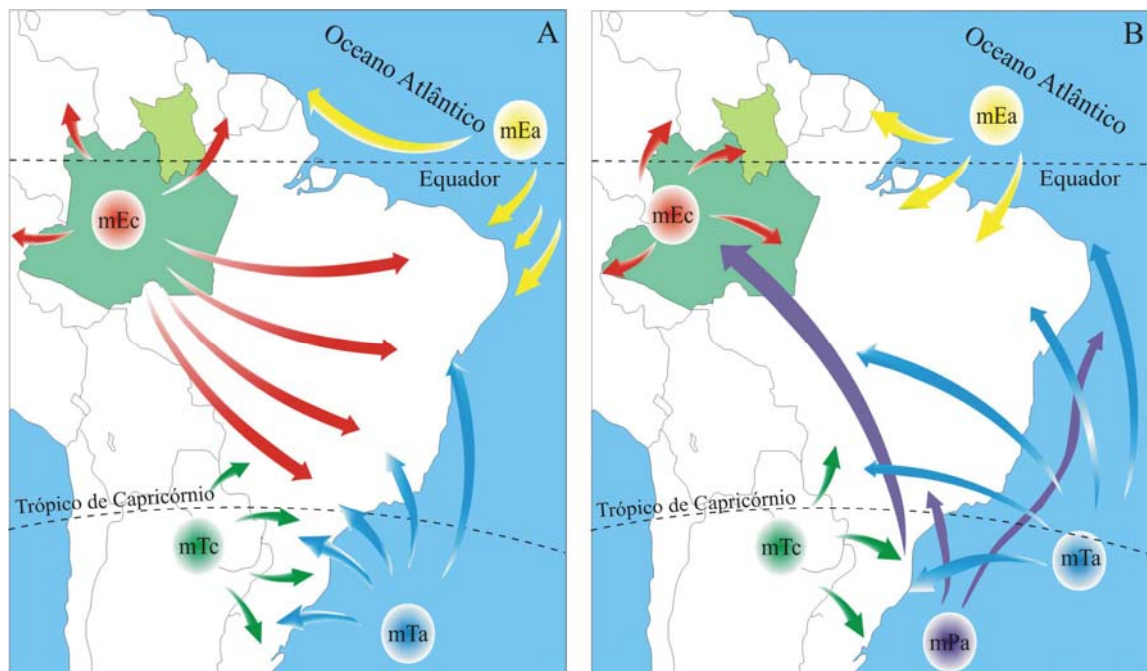 A
Oceano Atlântico
mEa
Equador
mEc
Trópico de Capricórnio
mTc
mTa
B
Oceano Atlântico
mEa
Equador
mEc
Trópico de Capricórnio
mTc
mTa
mPa